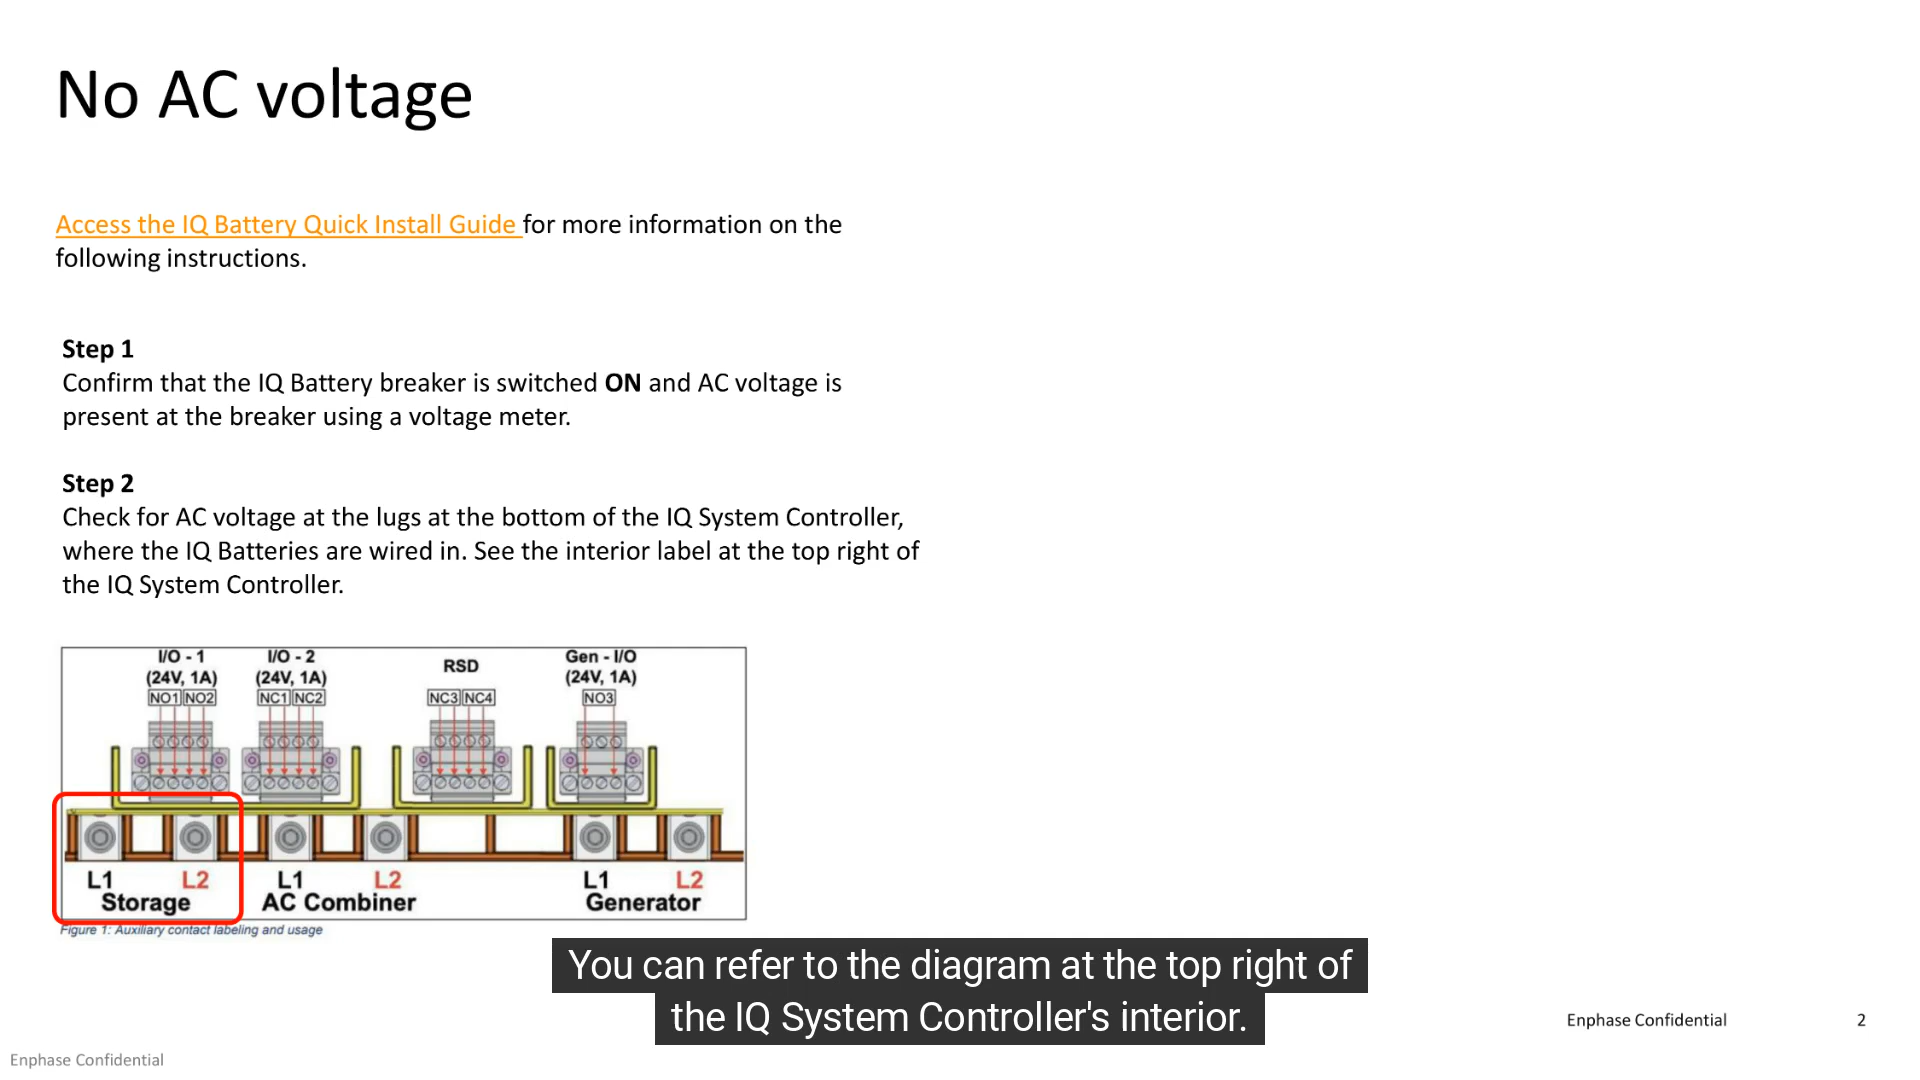 No AC voltage
Access the IQ Battery Quick Install Guide for more information on the
following instructions.
Step 1
Confirm that the IQ Battery breaker is switched ON and AC voltage is
present at the breaker using a voltage meter.
Step 2
Check for AC voltage at the lugs at the bottom of the IQ System Controller,
where the IQ Batteries are wired in. See the interior label at the top right of
the IQ System Controller.
I/O - 1 I/O - 2 RSD Gen - I/O
(24V, 1A) (24V, 1A) (24V, 1A)
NO1 NO2 NC1 NC2 NC3 NC4 NO3
L1 L2 L1 L2 L1 L2
Storage AC Combiner Generator
Figure 1: Auxiliary contact labeling and usage
You can refer to the diagram at the top right of
the IQ System Controller's interior.
Enphase Confidential 2
Enphase Confidential